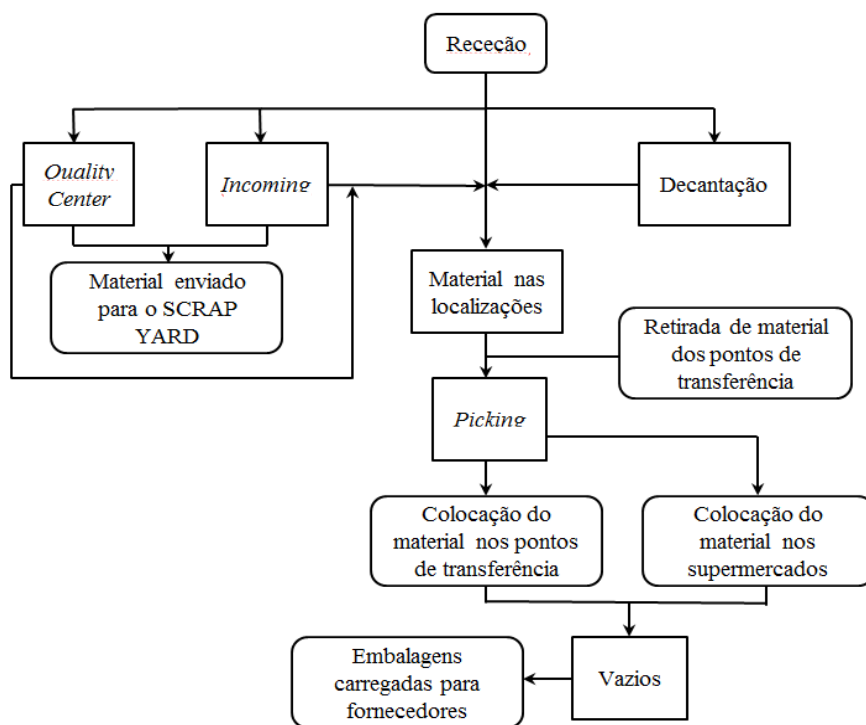 Receção
Quality
Center
Incoming
Decantação
Material enviado
para o SCRAP
YARD
Material nas
localizações
Retirada de material
dos pontos de
transferência
Picking
Colocação do
material nos pontos
de transferência
Colocação do
material nos
supermercados
Embalagens
carregadas para
fornecedores
Vazios